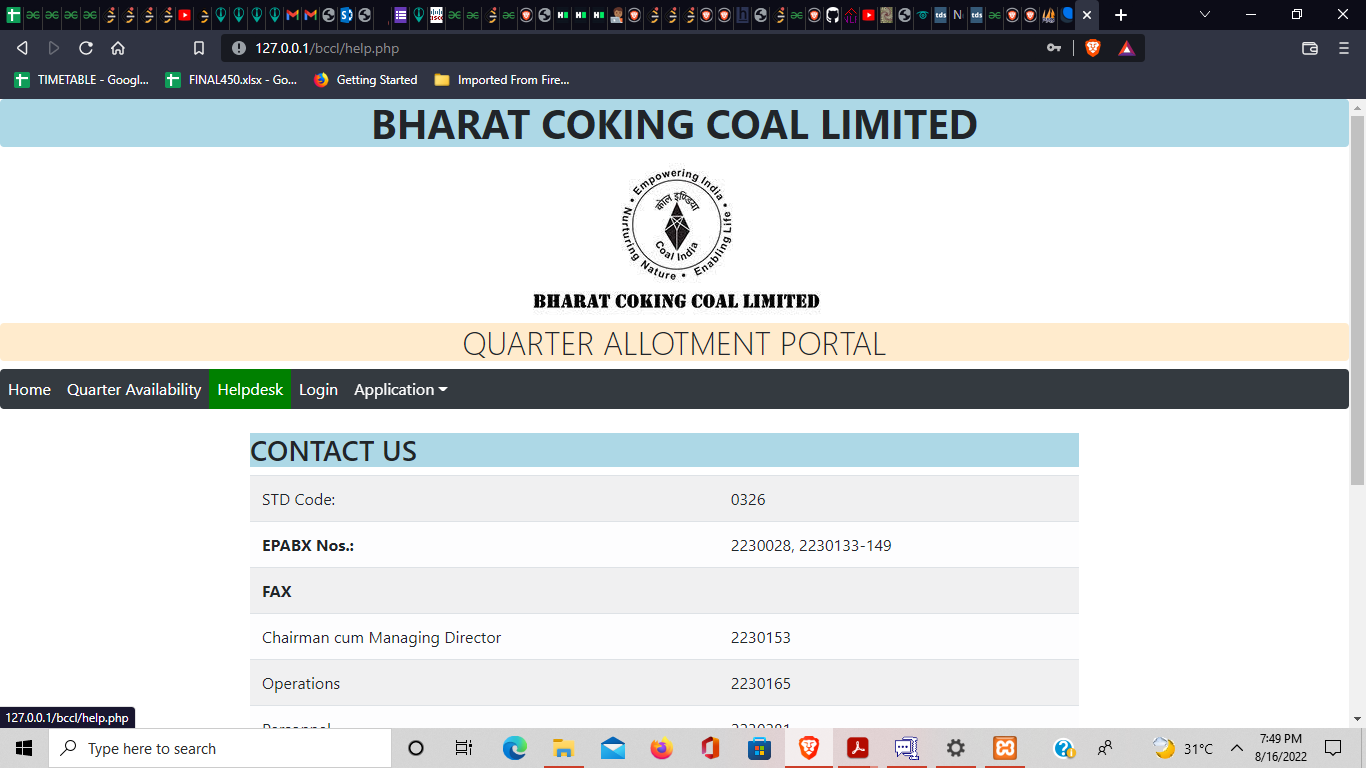 127.0.0.1/bccl/help.php
TIMETABLE - Googl...
FINAL450.xlsx - Go...
Getting Started
Imported From Fire...
BHARAT COKING COAL LIMITED
Empowering India
कोल इण्डिया
Coal India
Nurturing Nature
Enabling Life
BHARAT COKING COAL LIMITED
QUARTER ALLOTMENT PORTAL
Home Quarter Availability Helpdesk Login Application
CONTACT US
STD Code: 0326
EPABX Nos.: 2230028, 2230133-149
FAX
Chairman cum Managing Director 2230153
Operations 2230165
127.0.0.1/bccl/help.php
Type here to search
31°C
7:49 PM
8/16/2022